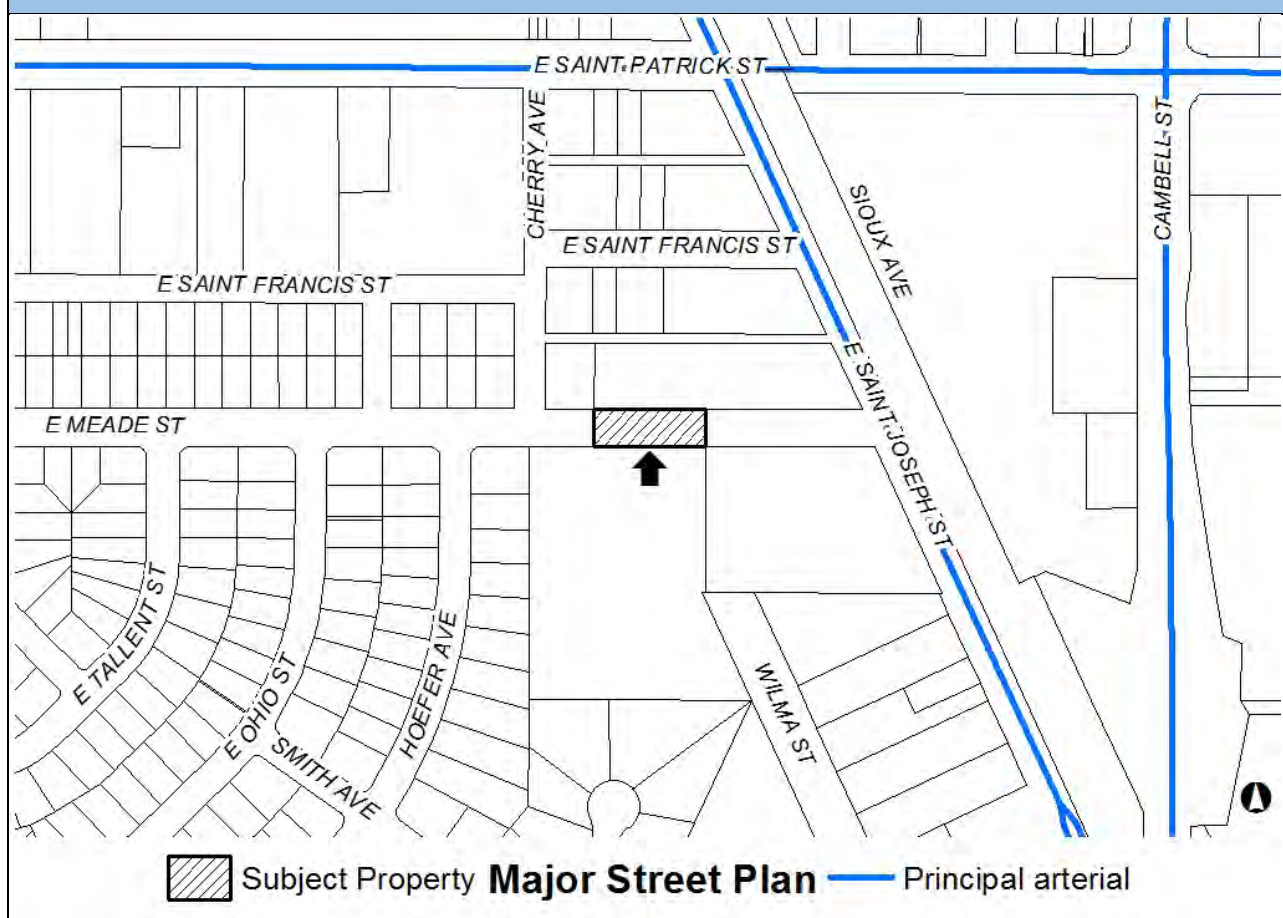 E SAINT PATRICK ST
CHERRY AVE
CAMBELL ST
SIOUX AVE
E SAINT FRANCIS ST
E SAINT FRANCIS ST
E SAINT JOSEPH ST
E MEADE ST
E TALLENT ST
E OHIO ST
HOEFER AVE
SMITH AVE
WILMA ST
Subject Property Major Street Plan Principal arterial